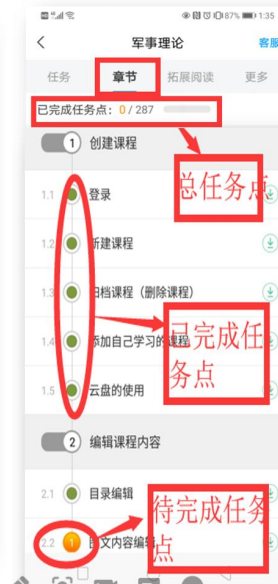 87% 1:35
军事理论
客服
任务 章节 拓展阅读 更多
已完成任务点：0 / 287
1 创建课程
总任务点
1.1 登录
1.2 新建课程
1.3 归档课程（删除课程）
已完成任务点
1.4 添加自己学习的课程
1.5 云盘的使用
2 编辑课程内容
2.1 目录编辑
待完成任务点
2.2 1 图文内容编辑